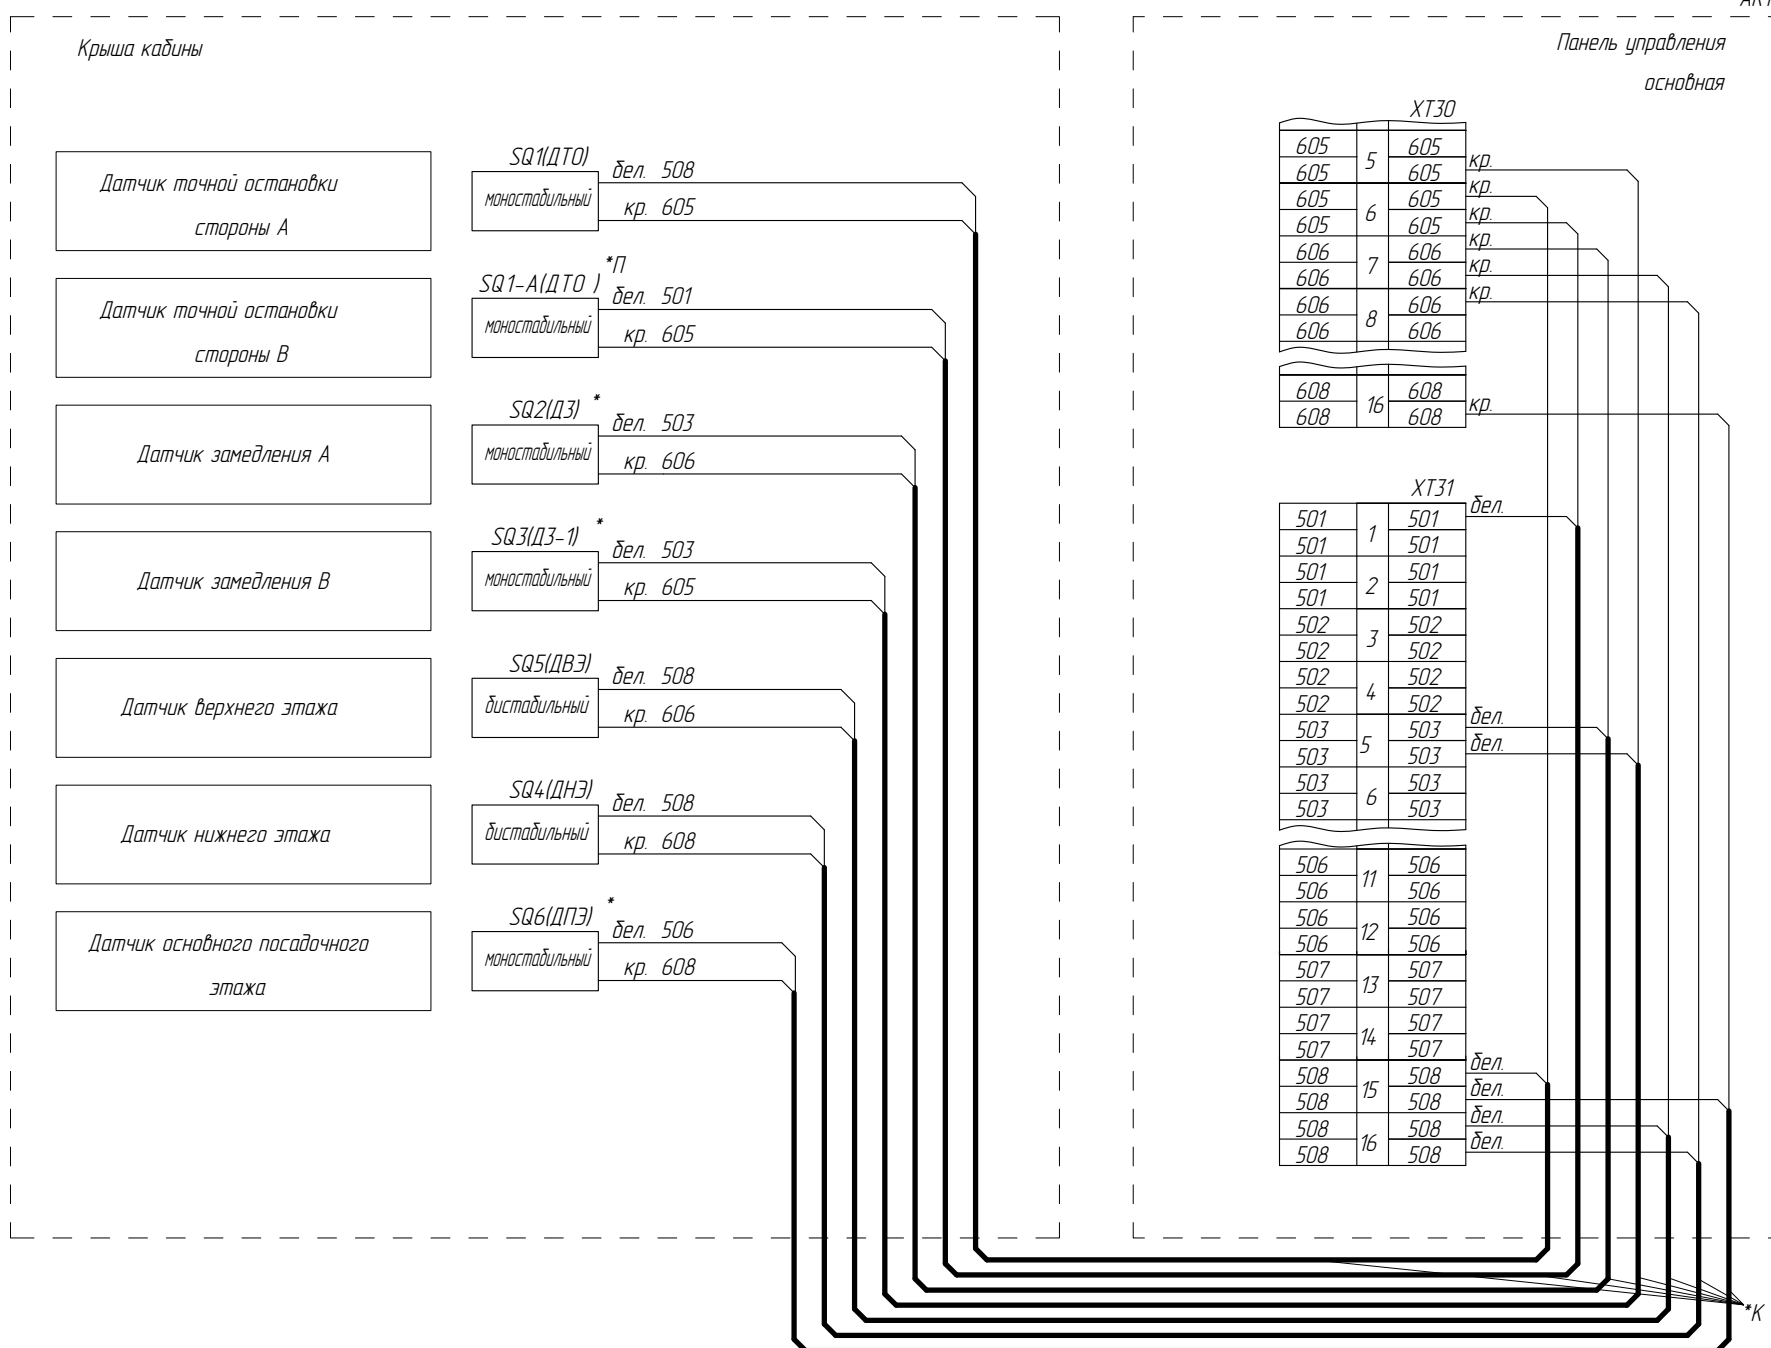 АКТ
Крыша кабины
Панель управления
основная
Датчик точной остановки
стороны А
SQ1(ДТО)
моностабильный
бел. 508
кр. 605
Датчик точной остановки
стороны В
*П
SQ1-А(ДТО )
моностабильный
бел. 501
кр. 605
Датчик замедления А
SQ2(ДЗ) *
моностабильный
бел. 503
кр. 606
Датчик замедления В
SQ3(ДЗ-1) *
моностабильный
бел. 503
кр. 605
Датчик верхнего этажа
SQ5(ДВЭ)
бистабильный
бел. 508
кр. 606
Датчик нижнего этажа
SQ4(ДНЭ)
бистабильный
бел. 508
кр. 608
Датчик основного посадочного
этажа
SQ6(ДПЭ) *
моностабильный
бел. 506
кр. 608
XT30
605 5 605
605 605 кр.
605 6 605 кр.
605 605 кр.
606 7 606 кр.
606 606 кр.
606 8 606 кр.
606 606
608 16 608
608 608 кр.
XT31
501 1 501 бел.
501 501
501 2 501
501 501
502 3 502
502 502
502 4 502
502 502
503 5 503 бел.
503 503 бел.
503 6 503
503 503
506 11 506
506 506
506 12 506
506 506
507 13 507
507 507
507 14 507
507 507
508 15 508 бел.
508 508 бел.
508 16 508 бел.
508 508 бел.
*К